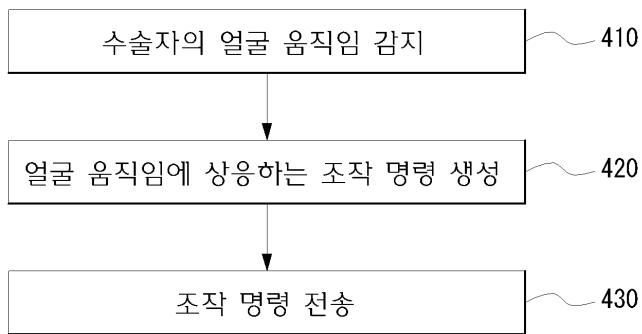 수술자의 얼굴 움직임 감지
410
얼굴 움직임에 상응하는 조작 명령 생성
420
조작 명령 전송
430